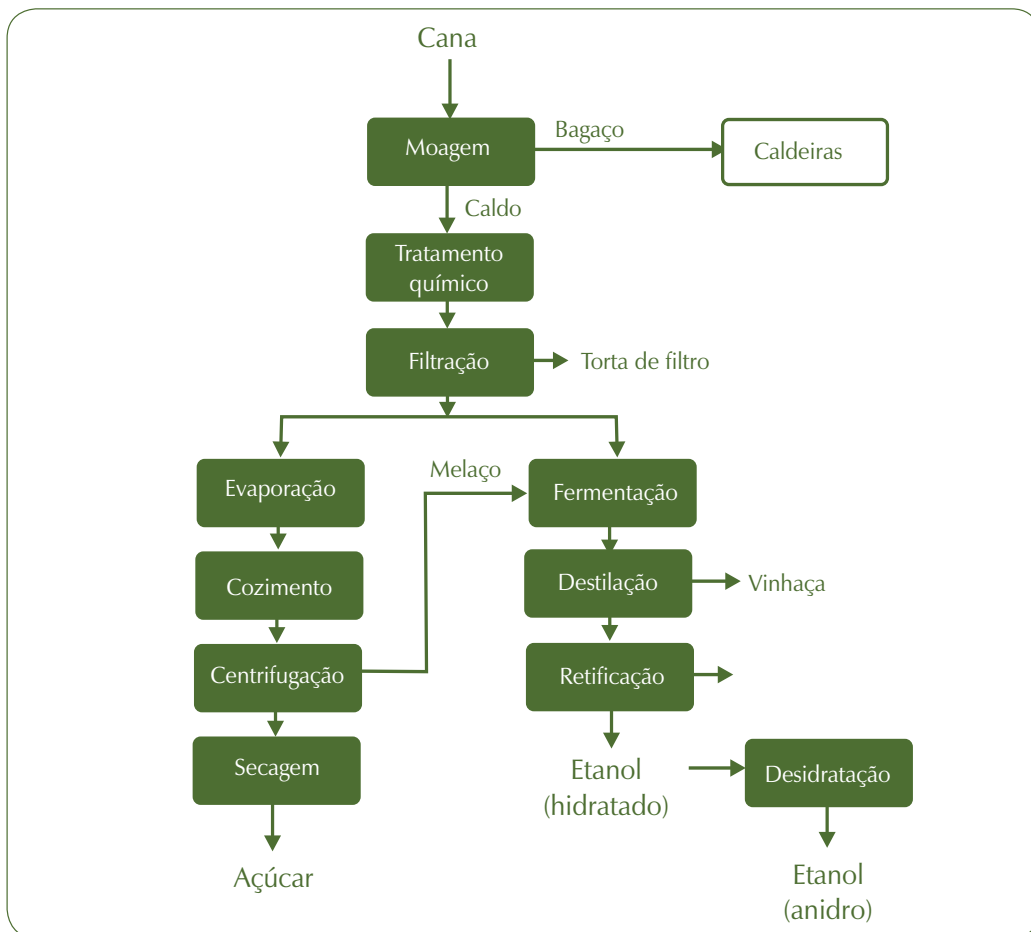 Cana
Moagem
Bagaço
Caldeiras
Caldo
Tratamento
químico
Filtração
Torta de filtro
Evaporação
Melaço
Fermentação
Cozimento
Destilação
Vinhaça
Centrifugação
Retificação
Secagem
Etanol
(hidratado)
Desidratação
Açúcar
Etanol
(anidro)